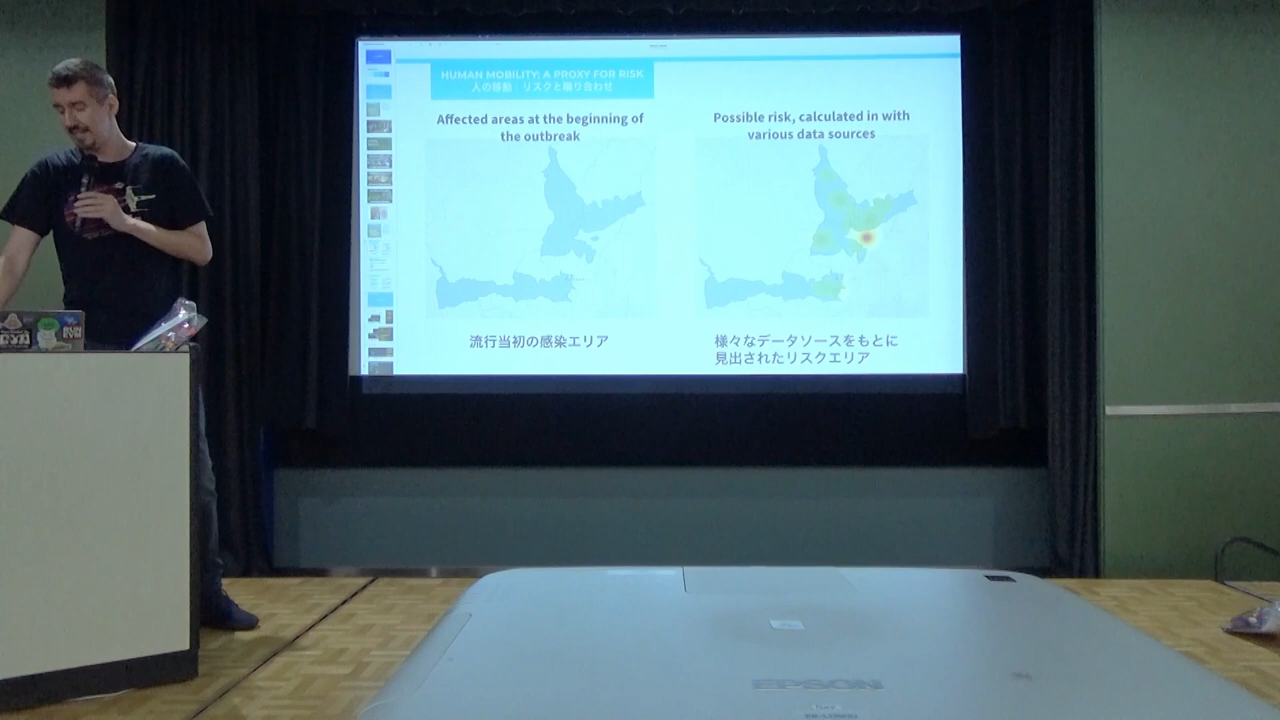 HUMAN MOBILITY: A PROXY FOR RISK
人の移動：リスクと隣り合わせ
Affected areas at the beginning of
the outbreak
Possible risk, calculated in with
various data sources
流行当初の感染エリア
様々なデータソースをもとに
見出されたリスクエリア
EPSON